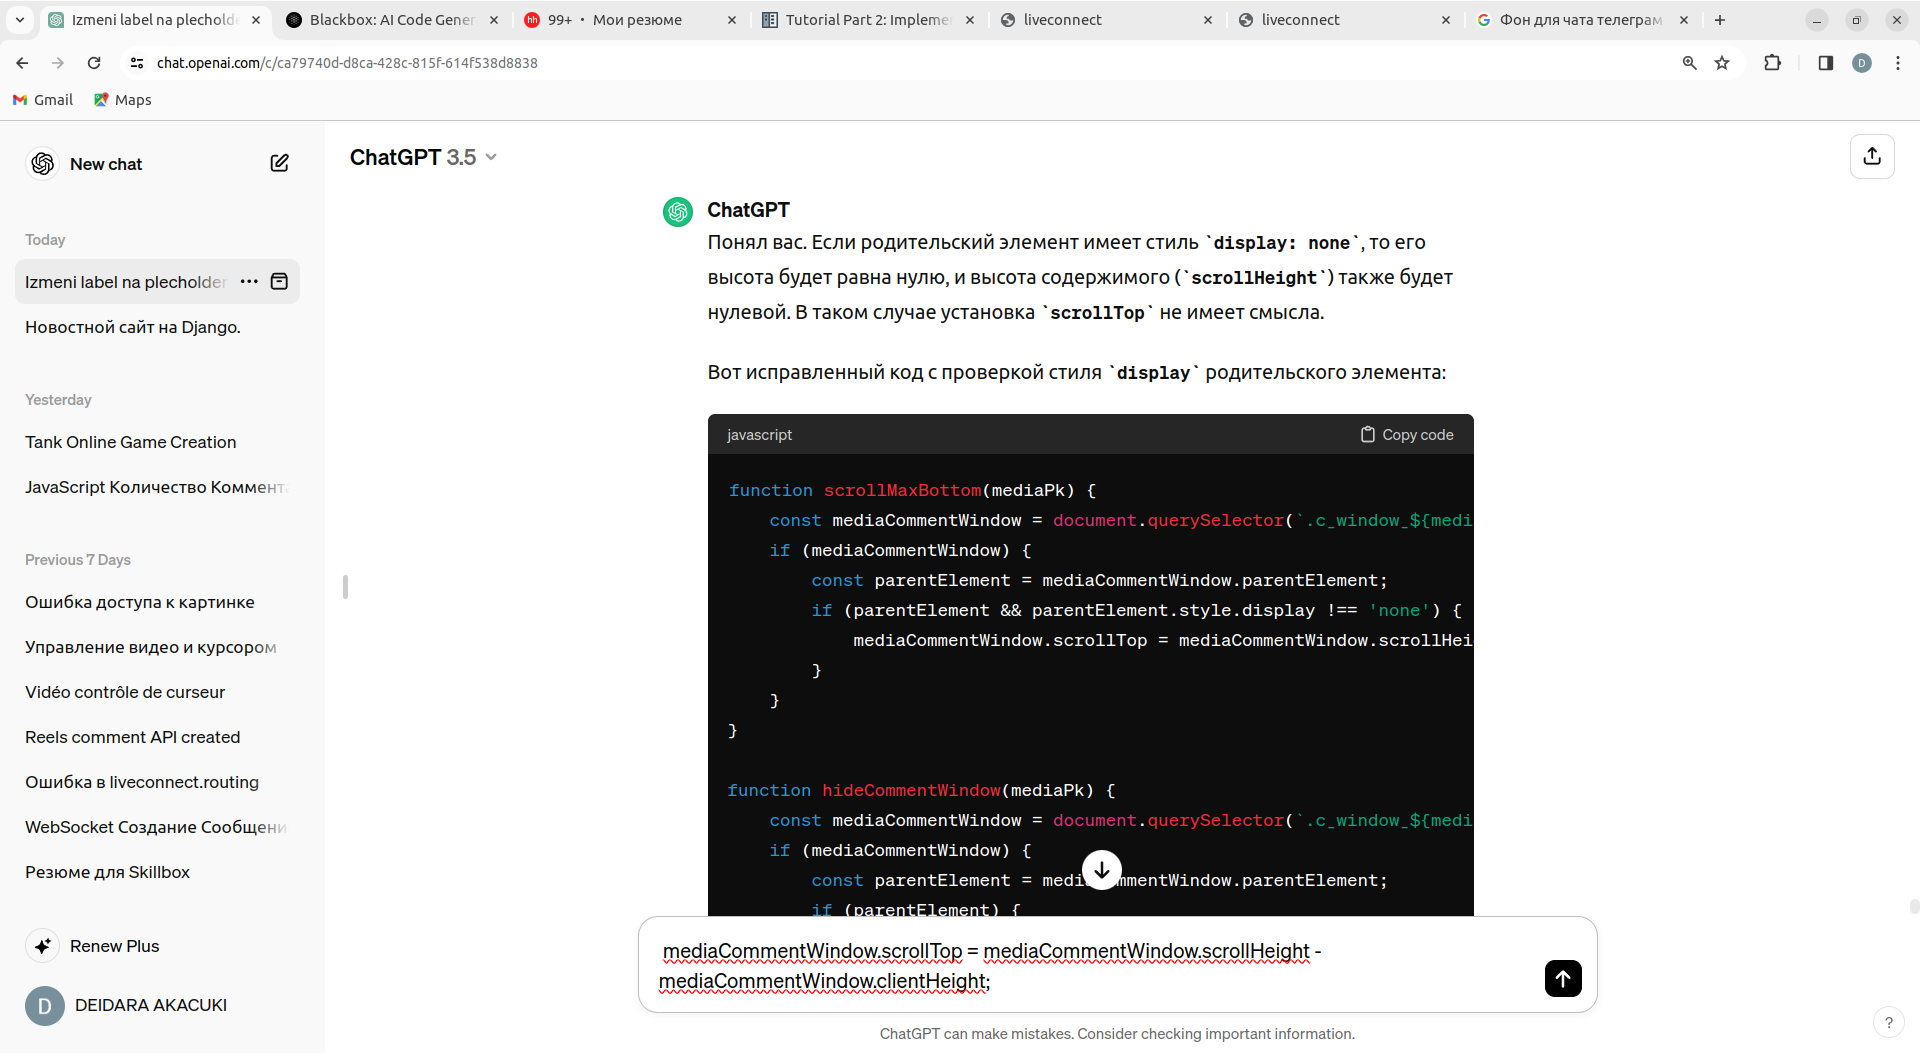 Izmeni label na plecholde
Blackbox: AI Code Gener
hh 99+ · Мои резюме
Tutorial Part 2: Impleme
liveconnect
liveconnect
Фон для чата телеграм
chat.openai.com/c/ca79740d-d8ca-428c-815f-614f538d8838
D
Gmail
Maps
New chat
Today
Izmeni label na plecholder
Новостной сайт на Django.
Yesterday
Tank Online Game Creation
JavaScript Количество Коммент
Previous 7 Days
Ошибка доступа к картинке
Управление видео и курсором
Vidéo contrôle de curseur
Reels comment API created
Ошибка в liveconnect.routing
WebSocket Создание Сообщени
Резюме для Skillbox
Renew Plus
D DEIDARA AKACUKI
ChatGPT 3.5
ChatGPT
Понял вас. Если родительский элемент имеет стиль `display: none`, то его
высота будет равна нулю, и высота содержимого (`scrollHeight`) также будет
нулевой. В таком случае установка `scrollTop` не имеет смысла.
Вот исправленный код с проверкой стиля `display` родительского элемента:
javascript
Copy code
function scrollMaxBottom(mediaPk) {
const mediaCommentWindow = document.querySelector(`.c_window_${medi
if (mediaCommentWindow) {
const parentElement = mediaCommentWindow.parentElement;
if (parentElement && parentElement.style.display !== 'none') {
mediaCommentWindow.scrollTop = mediaCommentWindow.scrollHei
}
}
}
function hideCommentWindow(mediaPk) {
const mediaCommentWindow = document.querySelector(`.c_window_${medi
if (mediaCommentWindow) {
const parentElement = medi mmentWindow.parentElement;
if (parentElement) {
mediaCommentWindow.scrollTop = mediaCommentWindow.scrollHeight -
mediaCommentWindow.clientHeight;
ChatGPT can make mistakes. Consider checking important information.
?